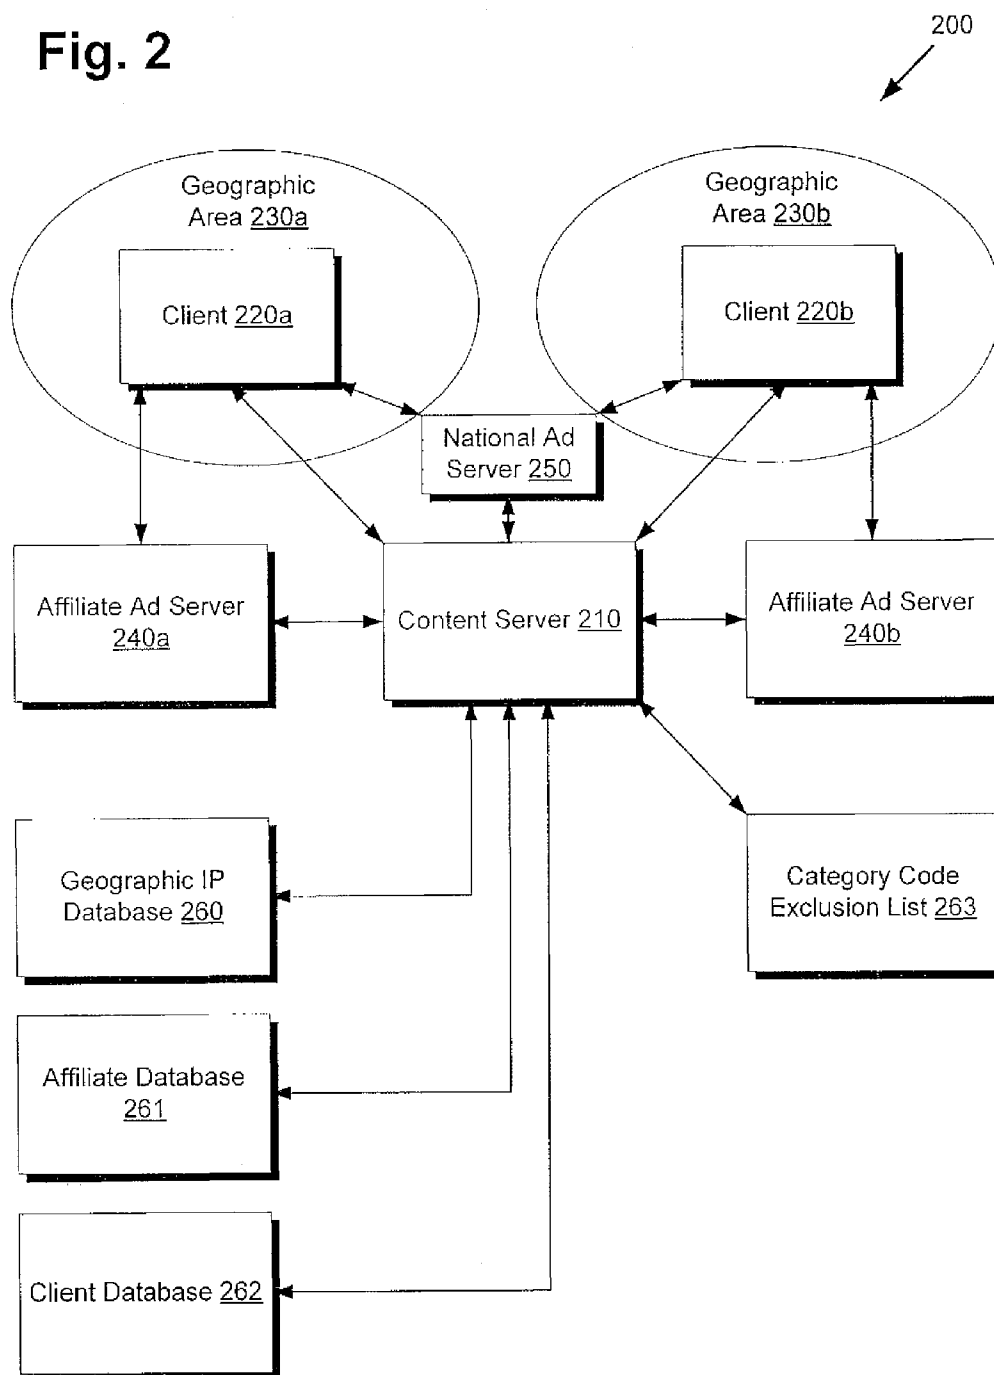 Fig. 2
200
Geographic
Area 230a
Geographic
Area 230b
Client 220a
Client 220b
National Ad
Server 250
Affiliate Ad Server
240a
Content Server 210
Affiliate Ad Server
240b
Geographic IP
Database 260
Category Code
Exclusion List 263
Affiliate Database
261
Client Database 262